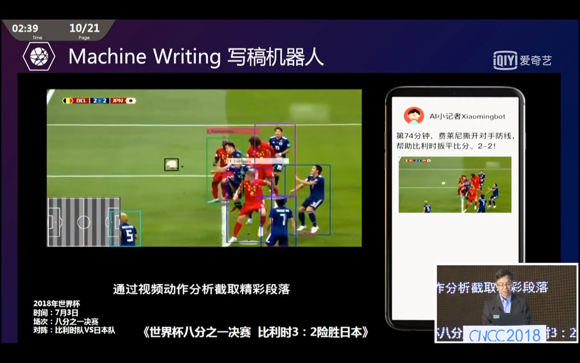 02:39
10/21
Time
Page
Machine Writing 写稿机器人
iQIYI 爱奇艺
BEL 2-2 JPN
5
7
AI小记者Xiaomingbot
第74分钟，费莱尼撕开对手防线，
帮助比利时扳平比分，2-2！
通过视频动作分析截取精彩段落
2018年世界杯
时间：7月3日
场次：八分之一决赛
对阵：比利时队VS日本队
《世界杯八分之一决赛 比利时3：2险胜日本》
作分析截取精彩段落
CNCC2018